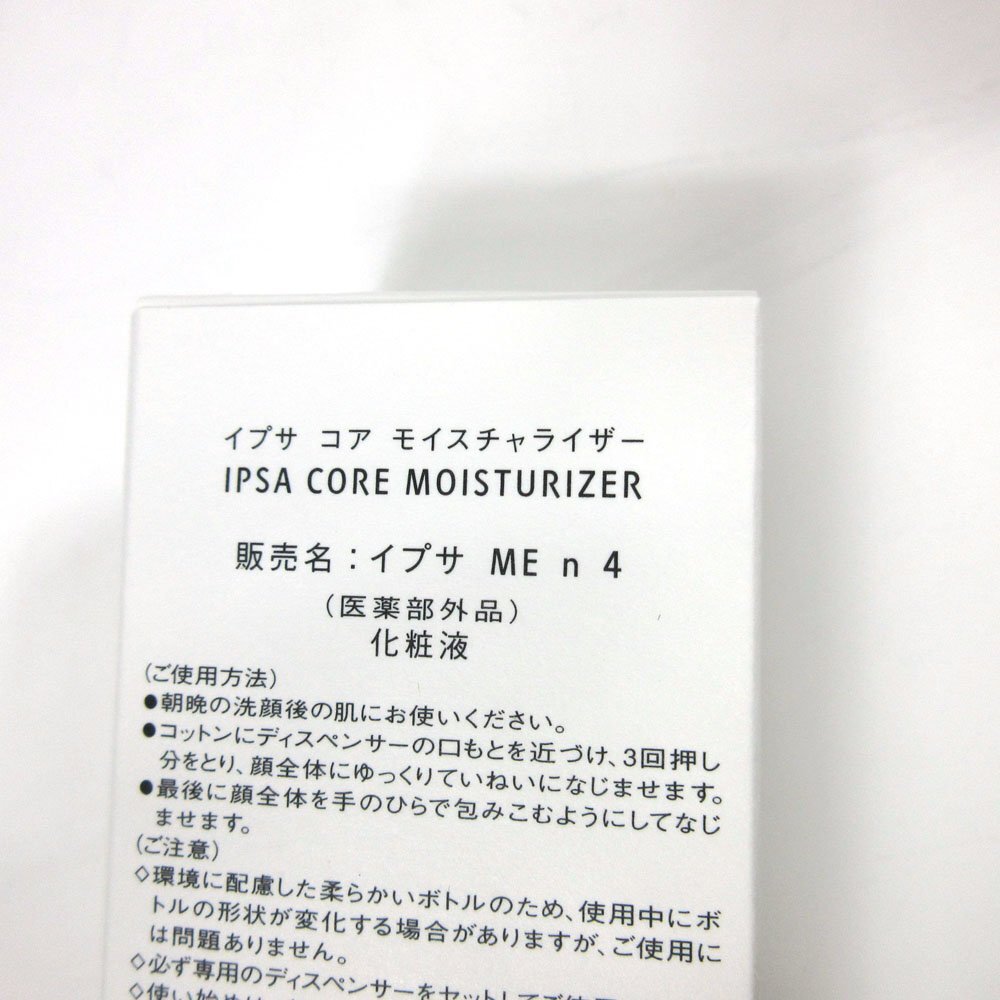 イプサ コア モイスチャライザー
IPSA CORE MOISTURIZER
販売名：イプサ ME n 4
（医薬部外品）
化粧液
（ご使用方法）
●朝晩の洗顔後の肌にお使いください。
●コットンにディスペンサーの口もとを近づけ、3回押し
分をとり、顔全体にゆっくりていねいになじませます。
●最後に顔全体を手のひらで包みこむようにしてなじ
ませます。
（ご注意）
◇環境に配慮した柔らかいボトルのため、使用中にボ
トルの形状が変化する場合がありますが、ご使用に
は問題ありません。
◇必ず専用のディスペンサーをセットしてご使
◇使い始めは